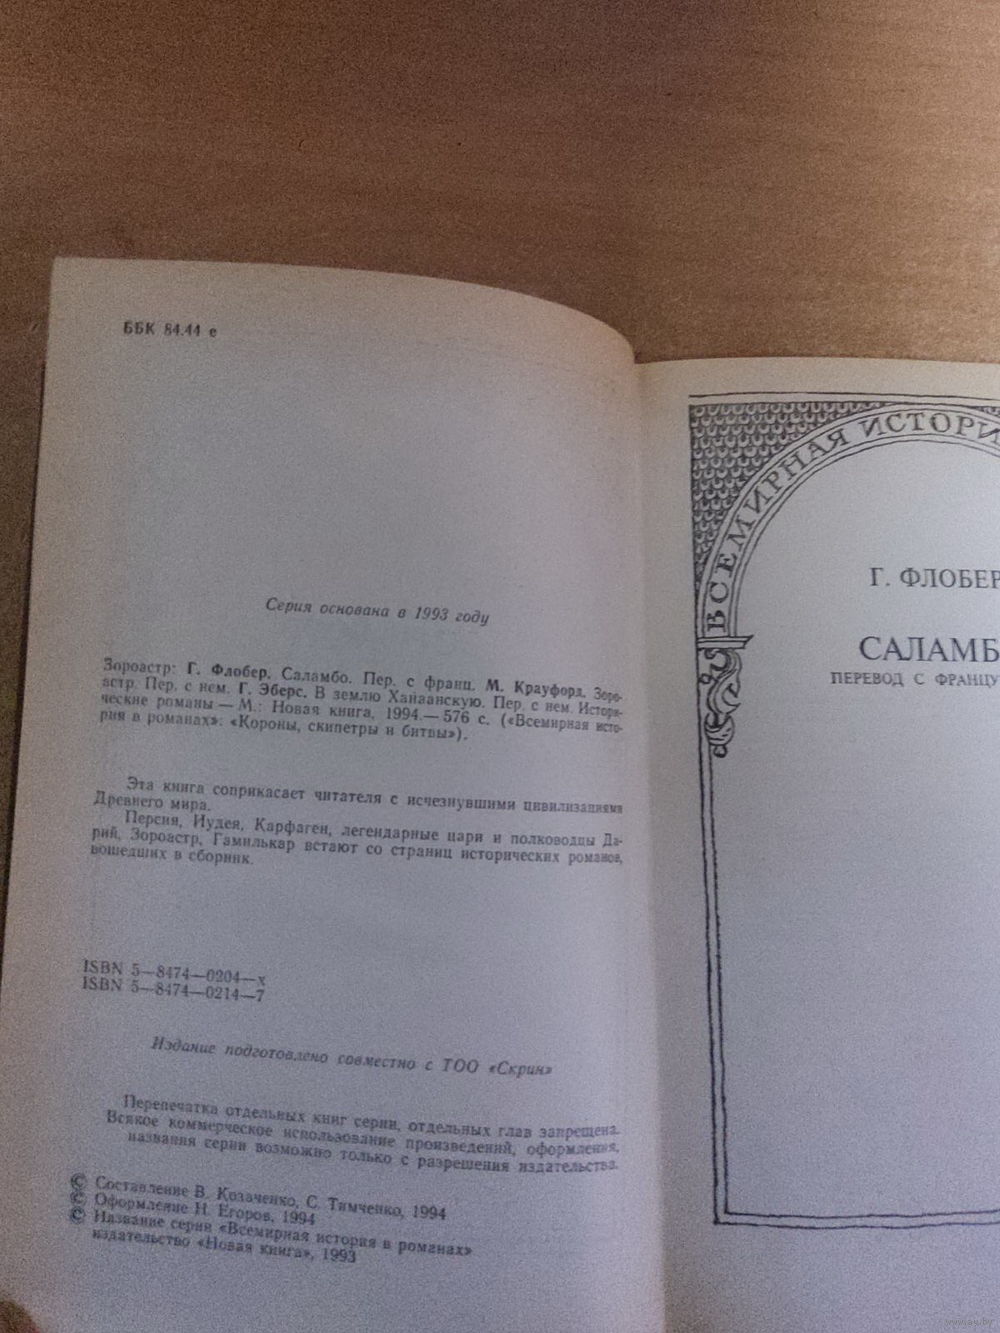 ББК 84.44 е
Серия основана в 1993 году
Зороастр: Г. Флобер. Саламбо. Пер. с франц. М. Крауфорд. Зоро-
астр. Пер. с нем. Г. Эберс. В землю Ханаанскую. Пер. с нем. Истори-
ческие романы — М.: Новая книга, 1994.— 576 с. («Всемирная исто-
рия в романах»: «Короны, скипетры и битвы»).
Эта книга соприкасает читателя с исчезнувшими цивилизациями
Древнего мира.
Персия, Иудея, Карфаген, легендарные цари и полководцы Да-
рий, Зороастр, Гамилькар встают со страниц исторических романов,
вошедших в сборник.
ISBN 5—8474—0204—х
ISBN 5—8474—0214—7
Издание подготовлено совместно с ТОО «Скрин»
Перепечатка отдельных книг серии, отдельных глав запрещена.
Всякое коммерческое использование произведений, оформления,
названия серии возможно только с разрешения издательства.
© Составление В. Козаченко, С. Тимченко, 1994
© Оформление Н. Егоров, 1994
© Название серии «Всемирная история в романах»
издательство «Новая книга», 1993
ВСЕМИРНАЯ ИСТОРИ
Г. ФЛОБЕР
САЛАМБ
ПЕРЕВОД С ФРАНЦУ